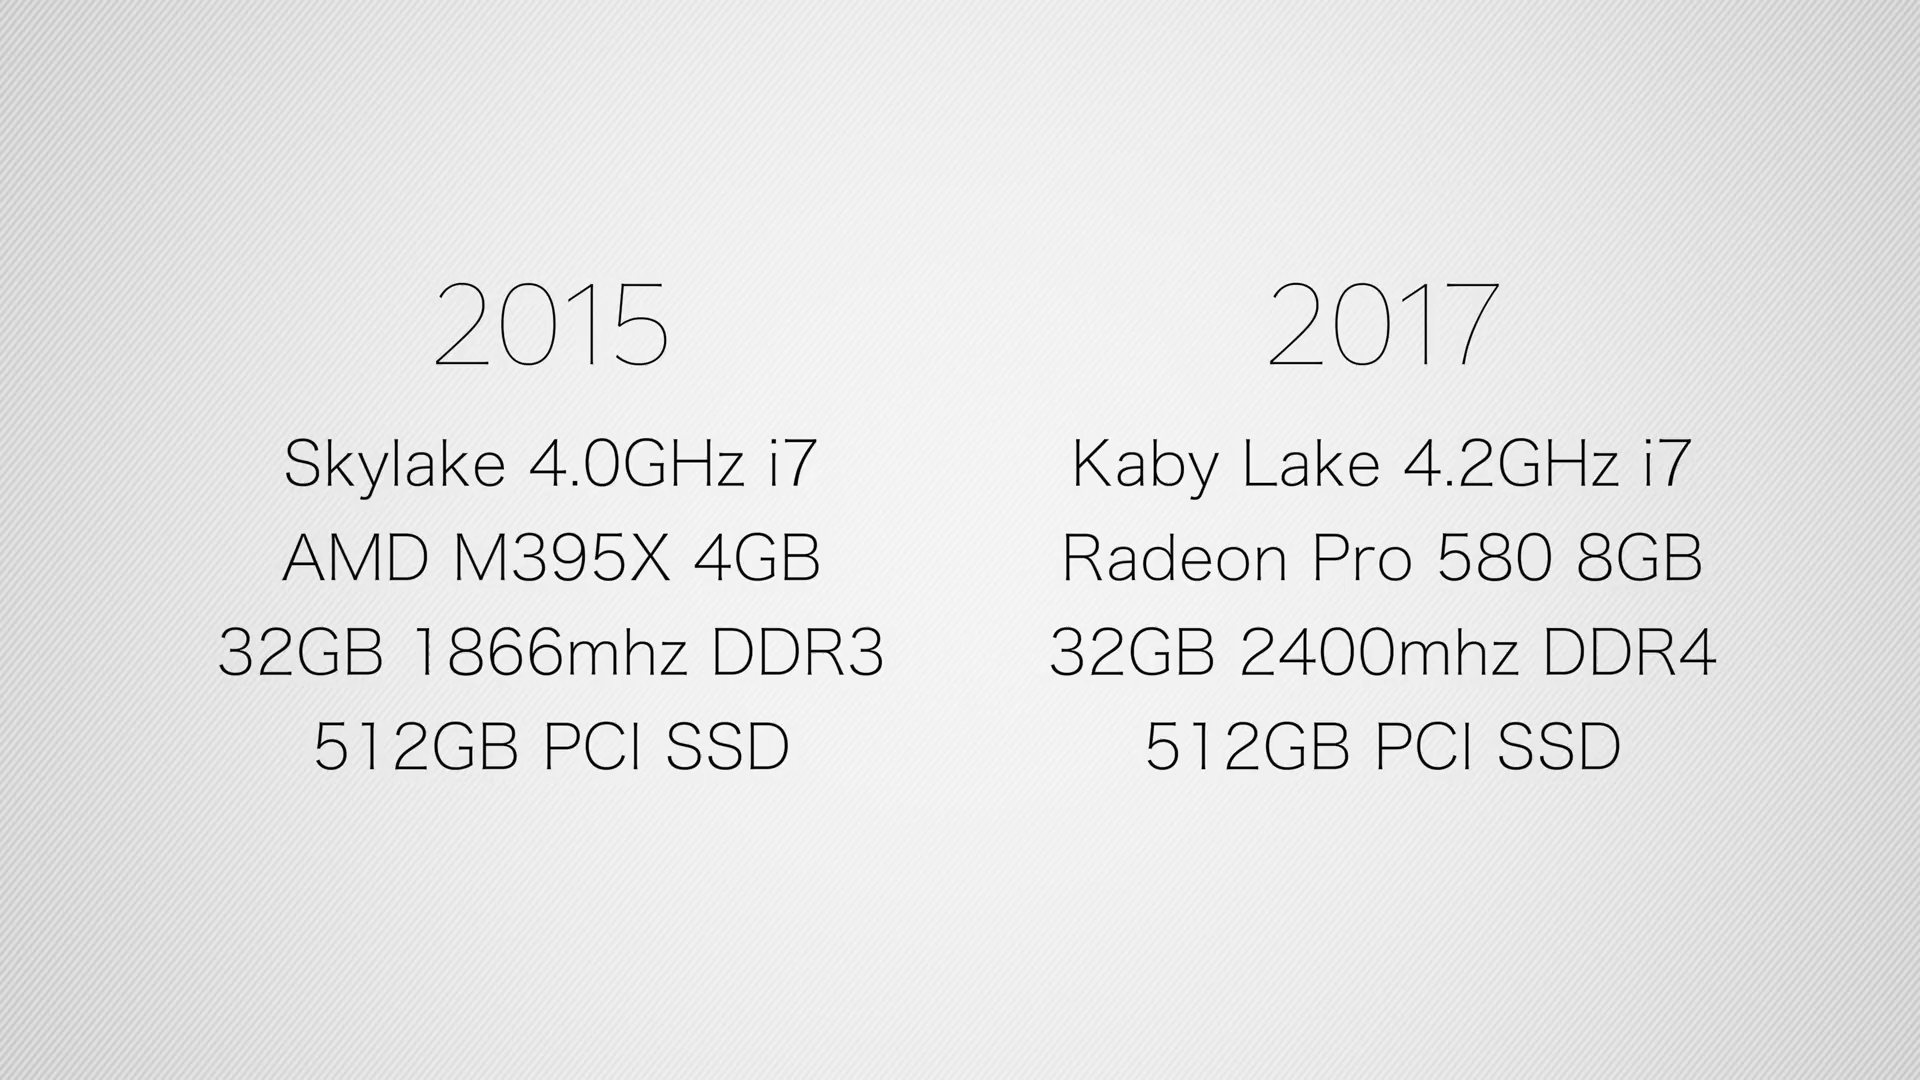 2015
Skylake 4.0GHz i7
AMD M395X 4GB
32GB 1866mhz DDR3
512GB PCI SSD
2017
Kaby Lake 4.2GHz i7
Radeon Pro 580 8GB
32GB 2400mhz DDR4
512GB PCI SSD